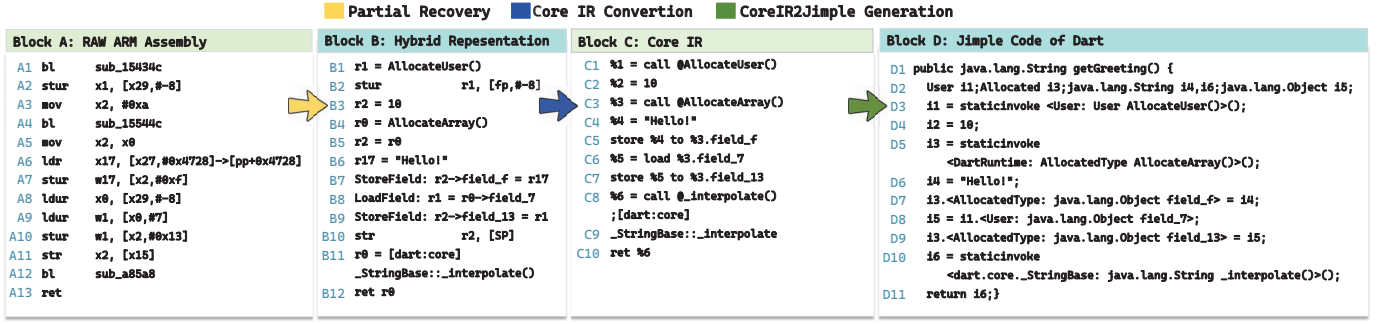 Partial Recovery Core IR Convertion CoreIR2Jimple Generation
Block A: RAW ARM Assembly
A1 bl sub_15434c
A2 stur x1, [x29,#-8]
A3 mov x2, #0xa
A4 bl sub_15544c
A5 mov x2, x0
A6 ldr x17, [x27,#0x4728]->[pp+0x4728]
A7 stur w17, [x2,#0xf]
A8 ldur x0, [x29,#-8]
A9 ldur w1, [x0,#7]
A10 stur w1, [x2,#0x13]
A11 str x2, [x15]
A12 bl sub_a85a8
A13 ret
Block B: Hybrid Repesentation
B1 r1 = AllocateUser()
B2 stur r1, [fp,#-8]
B3 r2 = 10
B4 r0 = AllocateArray()
B5 r2 = r0
B6 r17 = "Hello!"
B7 StoreField: r2->field_f = r17
B8 LoadField: r1 = r0->field_7
B9 StoreField: r2->field_13 = r1
B10 str r2, [SP]
B11 r0 = [dart:core]
_StringBase::_interpolate()
B12 ret r0
Block C: Core IR
C1 %1 = call @AllocateUser()
C2 %2 = 10
C3 %3 = call @AllocateArray()
C4 %4 = "Hello!"
C5 store %4 to %3.field_f
C6 %5 = load %3.field_7
C7 store %5 to %3.field_13
C8 %6 = call @_interpolate()
;[dart:core]
C9 _StringBase::_interpolate
C10 ret %6
Block D: Jimple Code of Dart
D1 public java.lang.String getGreeting() {
D2 User i1;Allocated i3;java.lang.String i4,i6;java.lang.Object i5;
D3 i1 = staticinvoke <User: User AllocateUser()>();
D4 i2 = 10;
D5 i3 = staticinvoke
<DartRuntime: AllocatedType AllocateArray()>();
D6 i4 = "Hello!";
D7 i3.<AllocatedType: java.lang.Object field_f> = i4;
D8 i5 = i1.<User: java.lang.Object field_7>;
D9 i3.<AllocatedType: java.lang.Object field_13> = i5;
D10 i6 = staticinvoke
<dart.core._StringBase: java.lang.String _interpolate()>();
D11 return i6;}